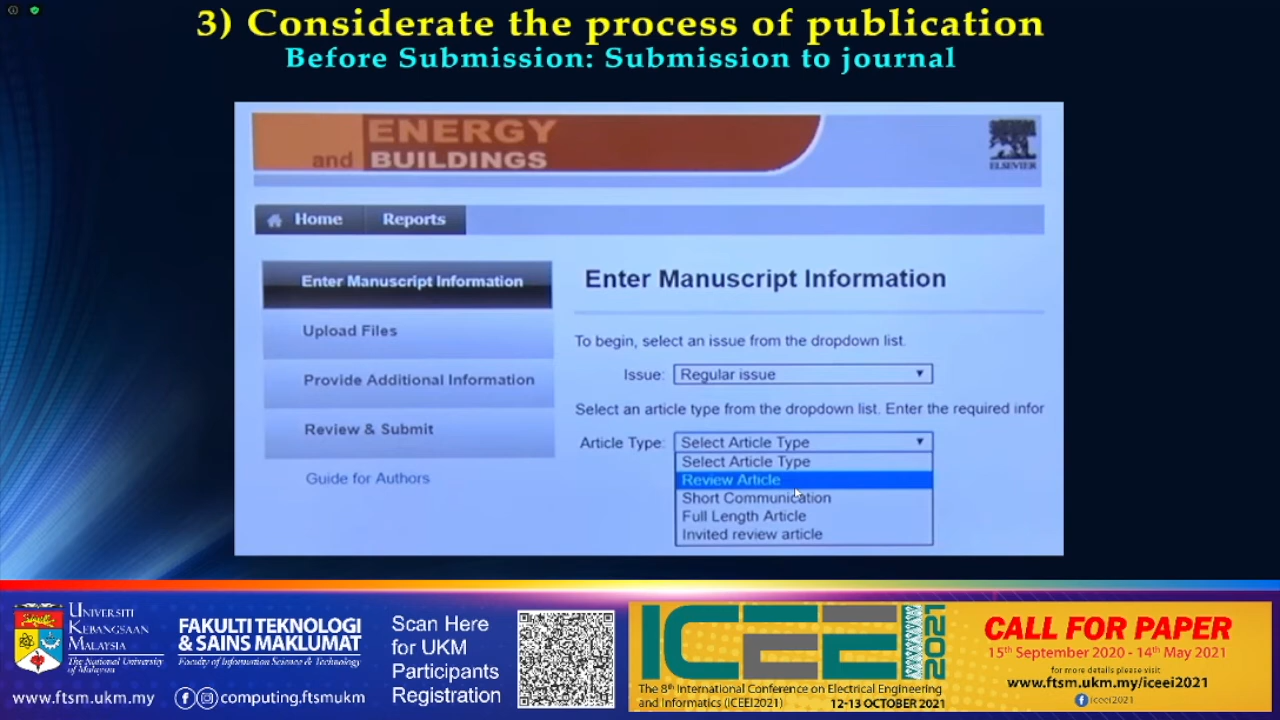 3) Considerate the process of publication
Before Submission: Submission to journal
ENERGY
and BUILDINGS
ELSEVIER
Home
Reports
Enter Manuscript Information
Upload Files
Provide Additional Information
Review & Submit
Guide for Authors
Enter Manuscript Information
To begin, select an issue from the dropdown list.
Issue: Regular issue
Select an article type from the dropdown list. Enter the required infor
Article Type: Select Article Type
Select Article Type
Review Article
Short Communication
Full Length Article
Invited review article
UNIVERSITI
KEBANGSAAN
MALAYSIA
The National University
of Malaysia
FAKULTI TEKNOLOGI
& SAINS MAKLUMAT
Faculty of Information Science & Technology
www.ftsm.ukm.my
computing.ftsmukm
Scan Here
for UKM
Participants
Registration
ICEEI
2021
The 8th International Conference on Electrical Engineering
and Informatics (ICEEI2021)
12-13 OCTOBER 2021
CALL FOR PAPER
15th September 2020 - 14th May 2021
for more details please visit
www.ftsm.ukm.my/iceei2021
iceei2021